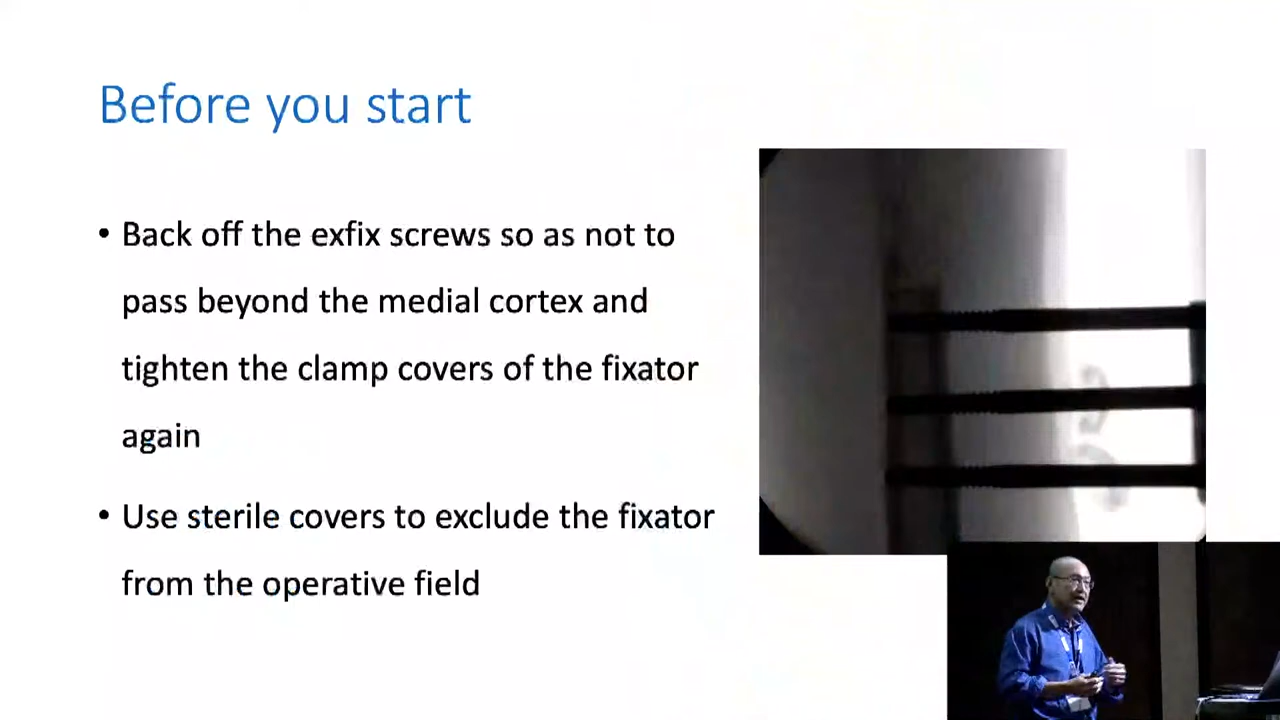 Before you start
• Back off the exfix screws so as not to
pass beyond the medial cortex and
tighten the clamp covers of the fixator
again
• Use sterile covers to exclude the fixator
from the operative field